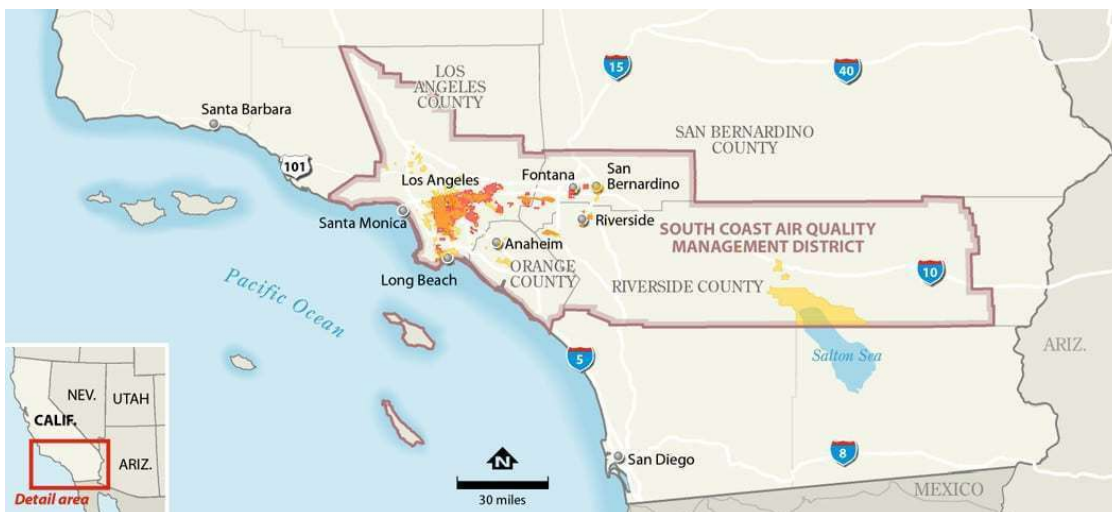 LOS
ANGELES
COUNTY
15
40
Santa Barbara
SAN BERNARDINO
COUNTY
101
Los Angeles
Fontana
San
Bernardino
Santa Monica
Riverside
SOUTH COAST AIR QUALITY
MANAGEMENT DISTRICT
Anaheim
Long Beach
ORANGE
COUNTY
RIVERSIDE COUNTY
10
Pacific Ocean
ARIZ.
5
Salton Sea
NEV.
UTAH
CALIF.
ARIZ.
Detail area
N
30 miles
San Diego
8
MEXICO